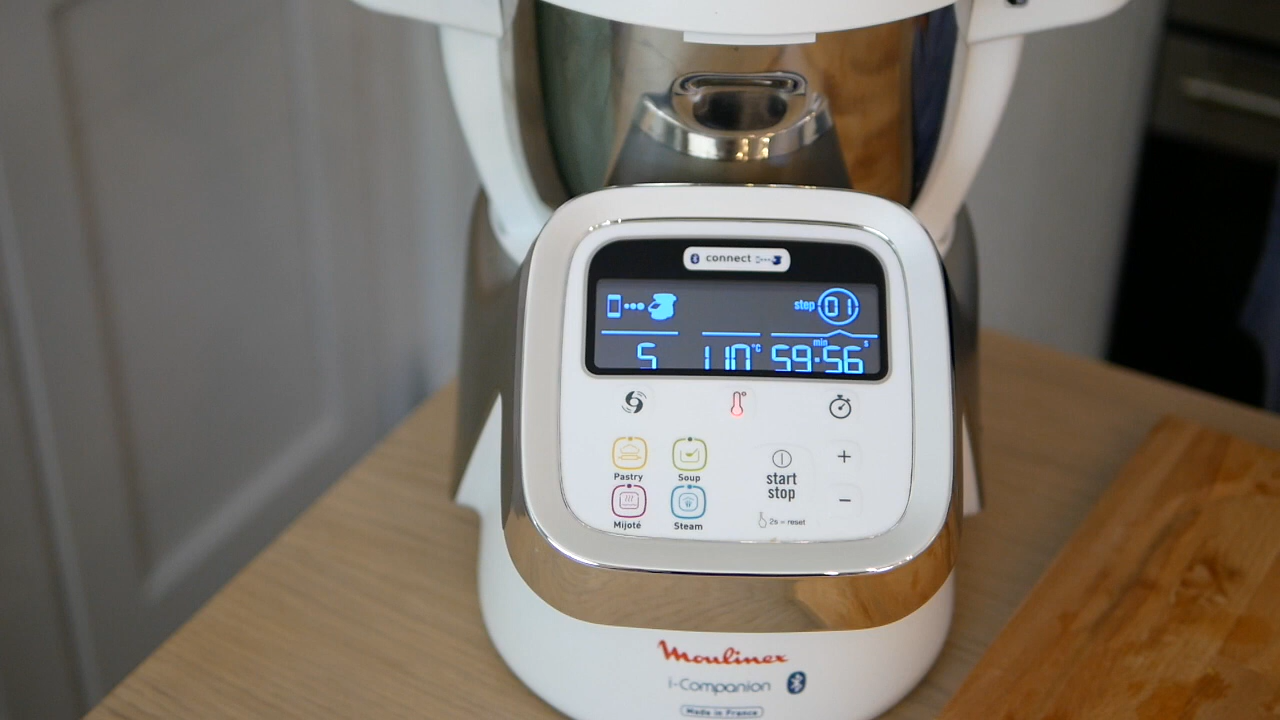 connect
step 01
min s
5 110 °C 59:56
Pastry Soup
start
stop
+
-
Mijoté Steam
2s = reset
Moulinex
i-Companion
Made in France